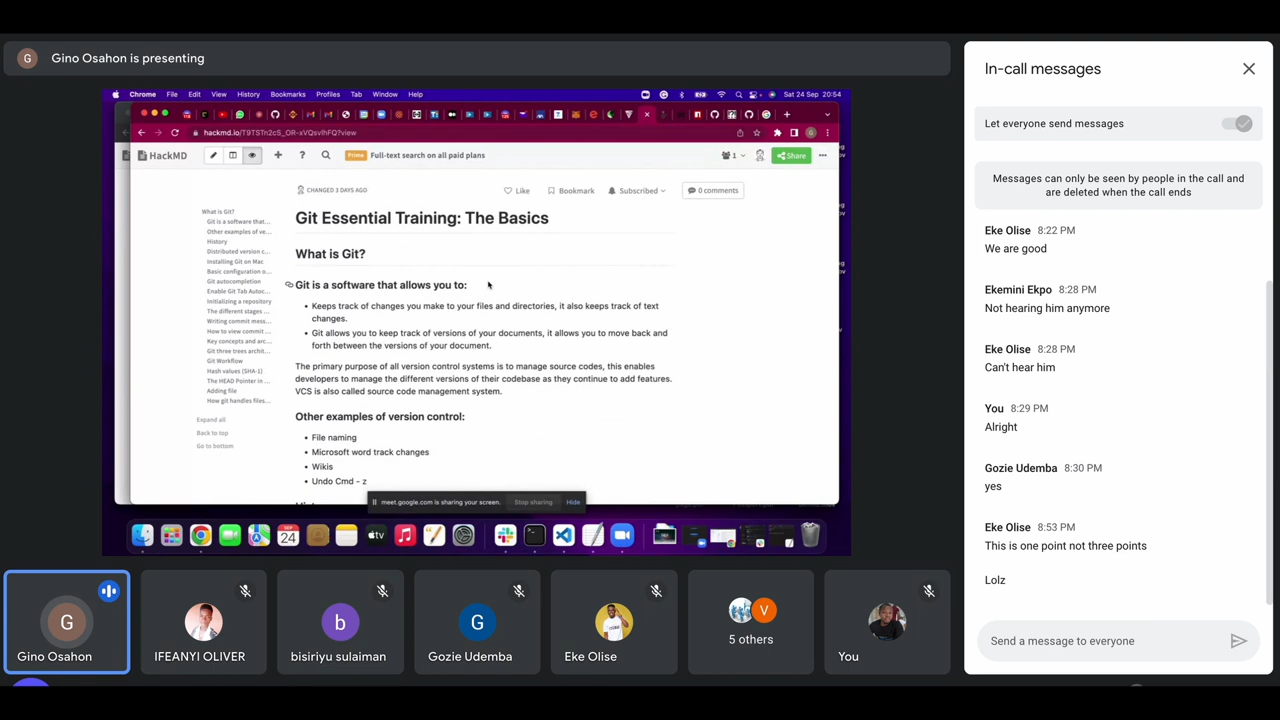 G
Gino Osahon is presenting
Chrome File Edit View History Bookmarks Profiles Tab Window Help
Sat 24 Sep 20:54
hackmd.io/T9TSTn2cS_OR-xVQsvlhFQ?view
HackMD
Prime Full-text search on all paid plans
1
Share
CHANGED 3 DAYS AGO
Like
Bookmark
Subscribed
0 comments
What is Git?
Git is a software that...
Other examples of ve...
History
Distributed version c...
Installing Git on Mac
Basic configuration o...
Git autocompletion
Enable Git Tab Autoc...
Initializing a repository
The different stages ...
Writing commit mess...
How to view commit ...
Key concepts and arc...
Git three trees archit...
Git Workflow
Hash values (SHA-1)
The HEAD Pointer in ...
Adding file
How git handles files...
Expand all
Back to top
Go to bottom
Git Essential Training: The Basics
What is Git?
Git is a software that allows you to:
• Keeps track of changes you make to your files and directories, it also keeps track of text
changes.
• Git allows you to keep track of versions of your documents, it allows you to move back and
forth between the versions of your document.
The primary purpose of all version control systems is to manage source codes, this enables
developers to manage the different versions of their codebase as they continue to add features.
VCS is also called source code management system.
Other examples of version control:
• File naming
• Microsoft word track changes
• Wikis
• Undo Cmd - z
meet.google.com is sharing your screen.
Stop sharing
Hide
SEP
24
tv
G
Gino Osahon
IFEANYI OLIVER
b
bisiriyu sulaiman
G
Gozie Udemba
Eke Olise
V
5 others
You
In-call messages
Let everyone send messages
Messages can only be seen by people in the call and
are deleted when the call ends
Eke Olise 8:22 PM
We are good
Ekemini Ekpo 8:28 PM
Not hearing him anymore
Eke Olise 8:28 PM
Can't hear him
You 8:29 PM
Alright
Gozie Udemba 8:30 PM
yes
Eke Olise 8:53 PM
This is one point not three points
Lolz
Send a message to everyone